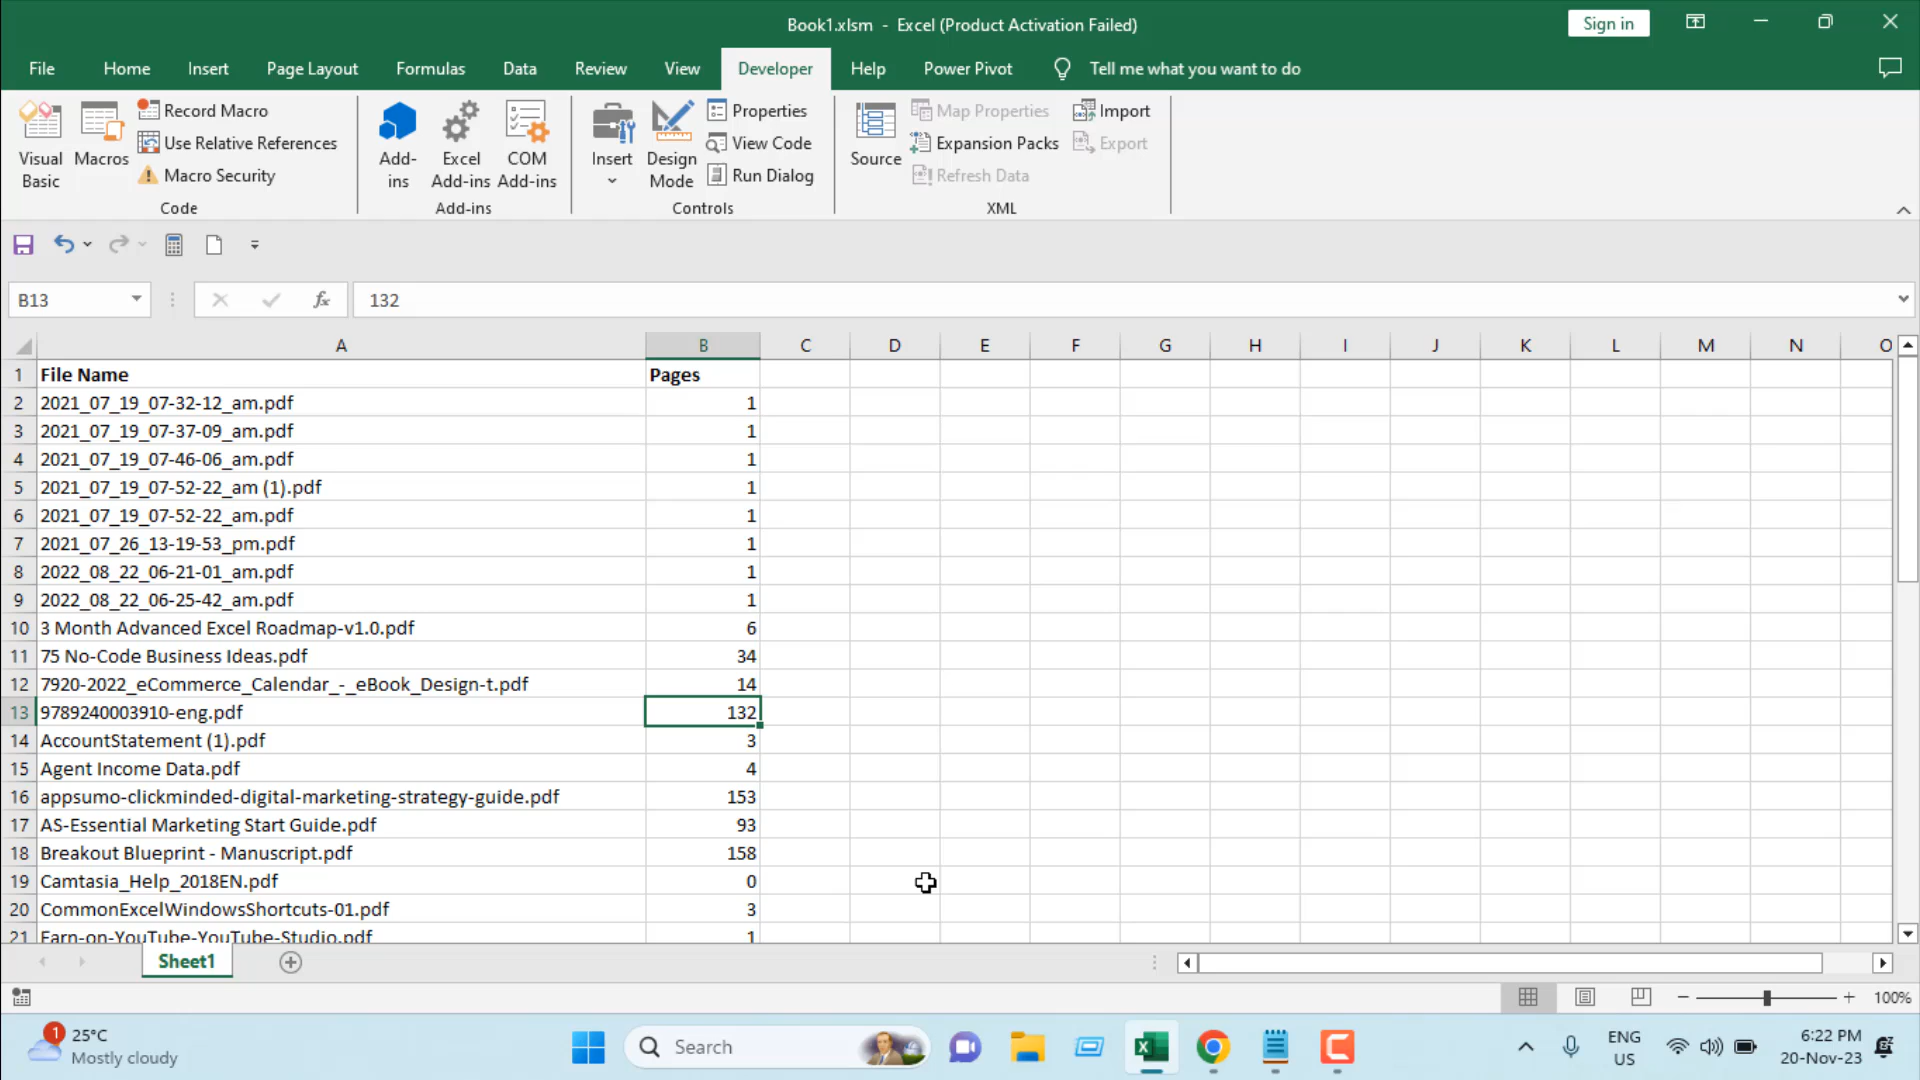 Book1.xlsm - Excel (Product Activation Failed)
Sign in
File Home Insert Page Layout Formulas Data Review View Developer Help Power Pivot Tell me what you want to do
Visual Basic
Macros
Record Macro
Use Relative References
Macro Security
Code
Add-ins
Excel Add-ins
COM Add-ins
Add-ins
Insert
Design Mode
Properties
View Code
Run Dialog
Controls
Source
Map Properties
Expansion Packs
Refresh Data
Import
Export
XML
B13
fx
132
A B C D E F G H I J K L M N O
1 File Name Pages
2 2021_07_19_07-32-12_am.pdf 1
3 2021_07_19_07-37-09_am.pdf 1
4 2021_07_19_07-46-06_am.pdf 1
5 2021_07_19_07-52-22_am (1).pdf 1
6 2021_07_19_07-52-22_am.pdf 1
7 2021_07_26_13-19-53_pm.pdf 1
8 2022_08_22_06-21-01_am.pdf 1
9 2022_08_22_06-25-42_am.pdf 1
10 3 Month Advanced Excel Roadmap-v1.0.pdf 6
11 75 No-Code Business Ideas.pdf 34
12 7920-2022_eCommerce_Calendar_-_eBook_Design-t.pdf 14
13 9789240003910-eng.pdf 132
14 AccountStatement (1).pdf 3
15 Agent Income Data.pdf 4
16 appsumo-clickminded-digital-marketing-strategy-guide.pdf 153
17 AS-Essential Marketing Start Guide.pdf 93
18 Breakout Blueprint - Manuscript.pdf 158
19 Camtasia_Help_2018EN.pdf 0
20 CommonExcelWindowsShortcuts-01.pdf 3
21 Earn-on-YouTube-YouTube-Studio.pdf 1
Sheet1
100%
1
25°C
Mostly cloudy
Search
ENG
US
6:22 PM
20-Nov-23